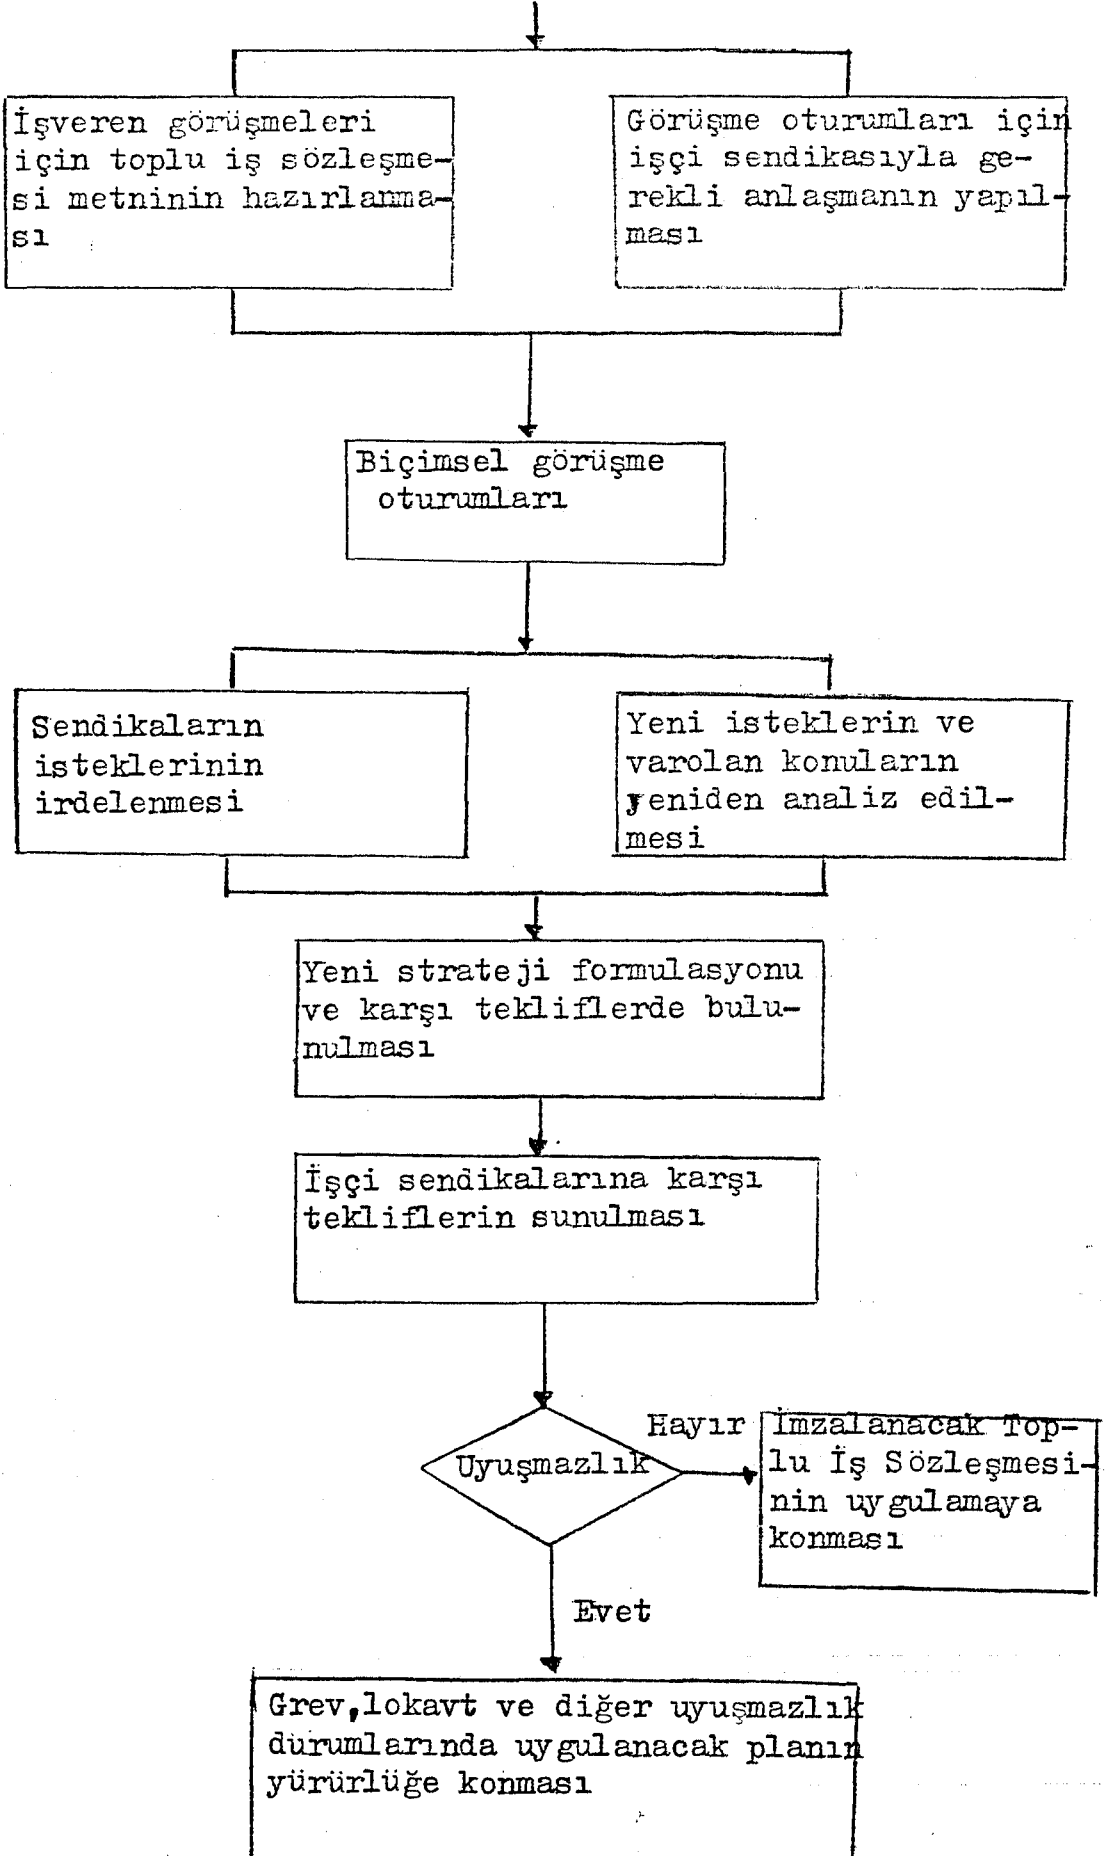 İşveren görüşmeleri
için toplu iş sözleşme-
si metninin hazırlanma-
sı
Görüşme oturumları için
işçi sendikasıyla ge-
rekli anlaşmanın yapıl-
ması
Biçimsel görüşme
oturumları
Sendikaların
isteklerinin
irdelenmesi
Yeni isteklerin ve
varolan konuların
yeniden analiz edil-
mesi
Yeni strateji formulasyonu
ve karşı tekliflerde bulu-
nulması
İşçi sendikalarına karşı
tekliflerin sunulması
Uyuşmazlık
Hayır
İmzalanacak Top-
lu İş Sözleşmesi-
nin uygulamaya
konması
Evet
Grev,lokavt ve diğer uyuşmazlık
durumlarında uygulanacak planın
yürürlüğe konması